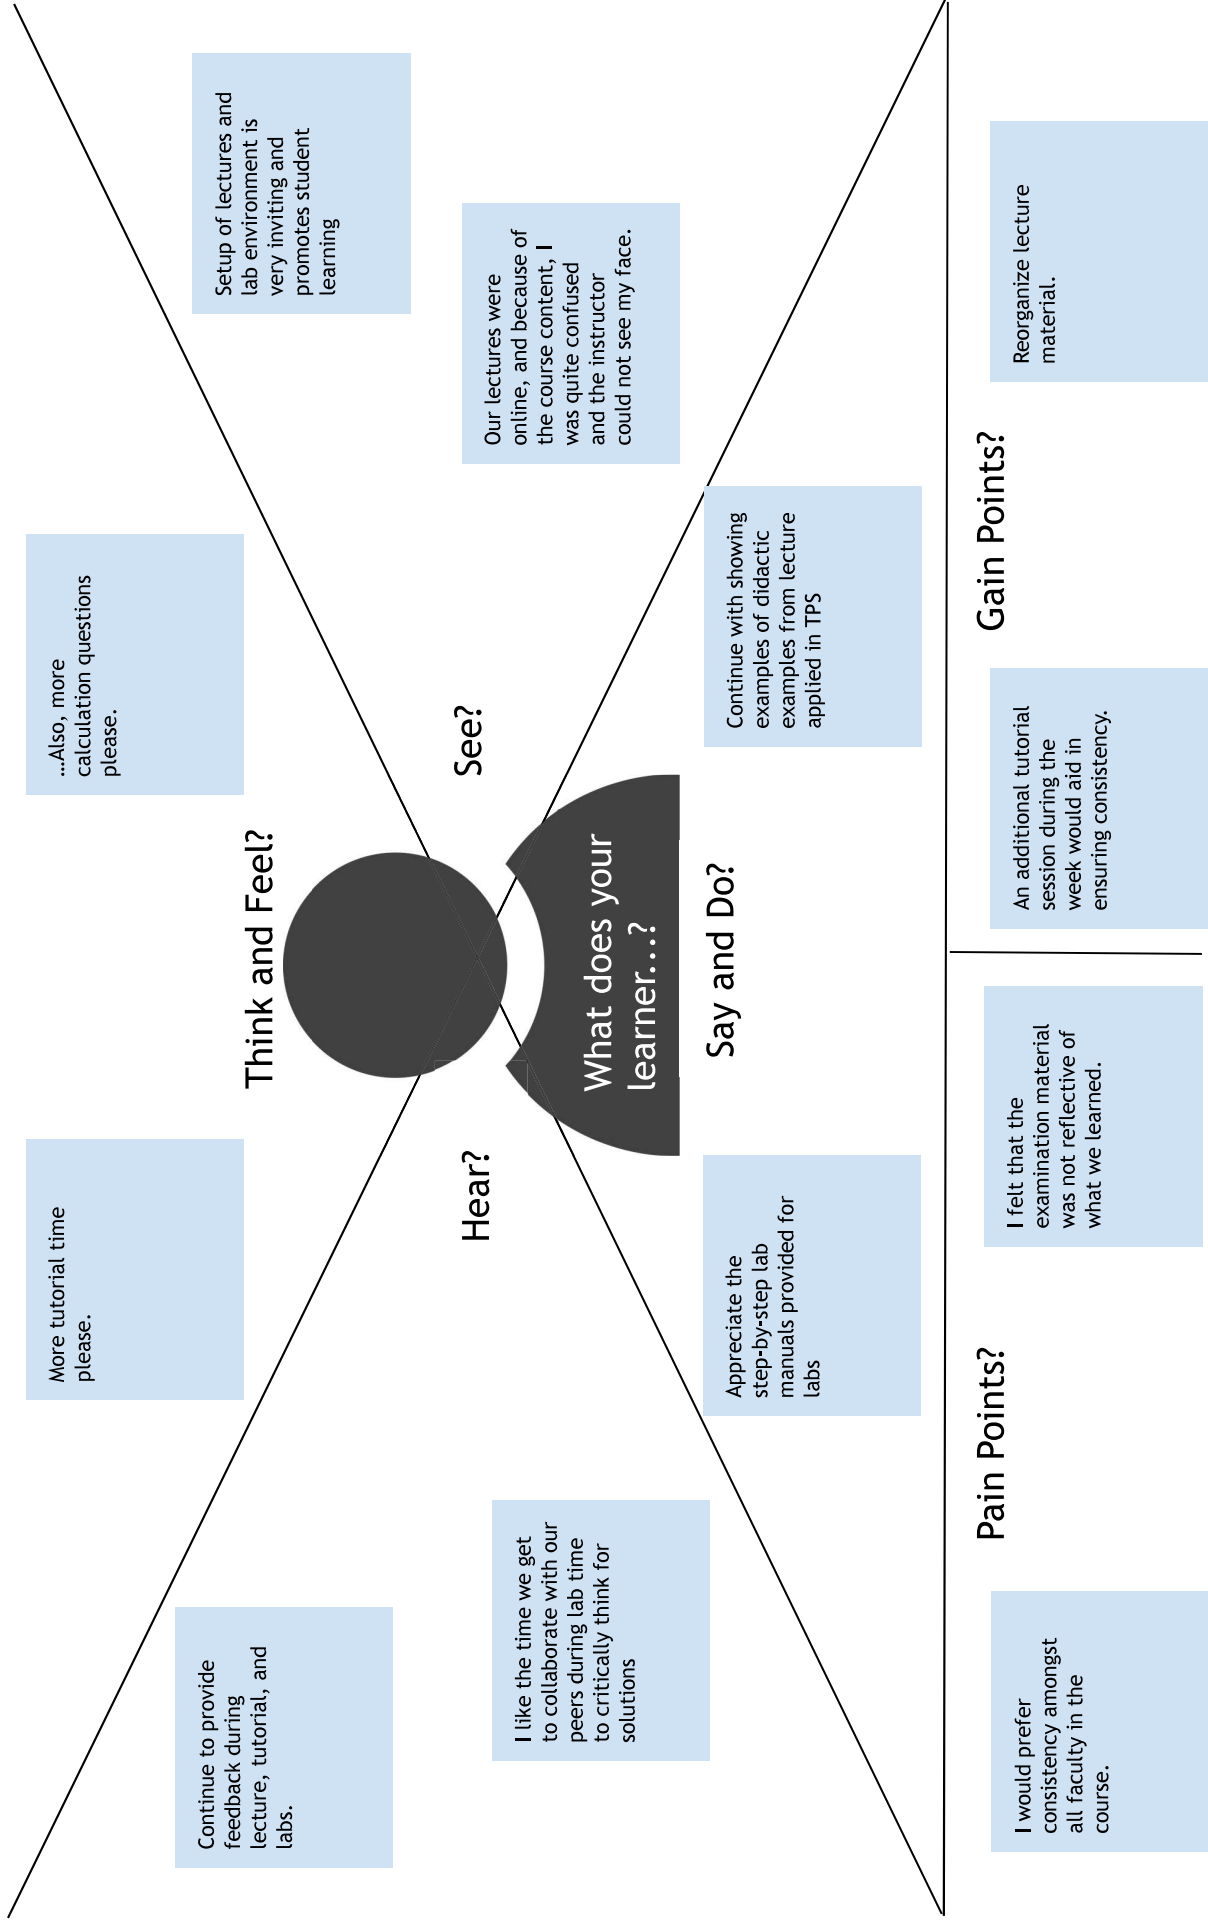 Think and Feel?
More tutorial time
please.
...Also, more
calculation questions
please.
Hear?
Continue to provide
feedback during
lecture, tutorial, and
labs.
I like the time we get
to collaborate with our
peers during lab time
to critically think for
solutions
What does your
learner...?
See?
Setup of lectures and
lab environment is
very inviting and
promotes student
learning
Our lectures were
online, and because of
the course content, I
was quite confused
and the instructor
could not see my face.
Say and Do?
Appreciate the
step-by-step lab
manuals provided for
labs
Continue with showing
examples of didactic
examples from lecture
applied in TPS
Pain Points?
I would prefer
consistency amongst
all faculty in the
course.
I felt that the
examination material
was not reflective of
what we learned.
Gain Points?
An additional tutorial
session during the
week would aid in
ensuring consistency.
Reorganize lecture
material.